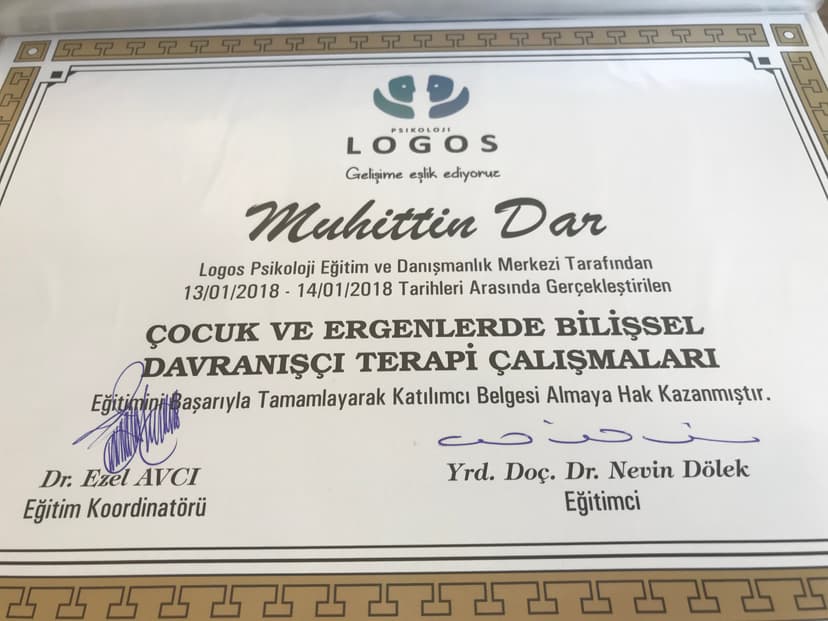 PSİKOLOJİ
LOGOS
Gelişime eşlik ediyoruz
Muhittin Dar
Logos Psikoloji Eğitim ve Danışmanlık Merkezi Tarafından
13/01/2018 - 14/01/2018 Tarihleri Arasında Gerçekleştirilen
ÇOCUK VE ERGENLERDE BİLİŞSEL
DAVRANIŞÇI TERAPİ ÇALIŞMALARI
Eğitimini Başarıyla Tamamlayarak Katılımcı Belgesi Almaya Hak Kazanmıştır.
Dr. Ezel AVCI
Eğitim Koordinatörü
Yrd. Doç. Dr. Nevin Dölek
Eğitimci